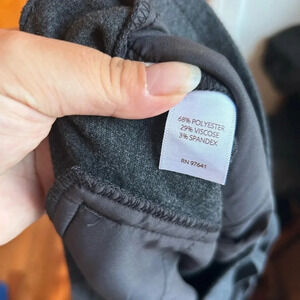 68% POLYESTER
29% VISCOSE
3% SPANDEX
RN 97641